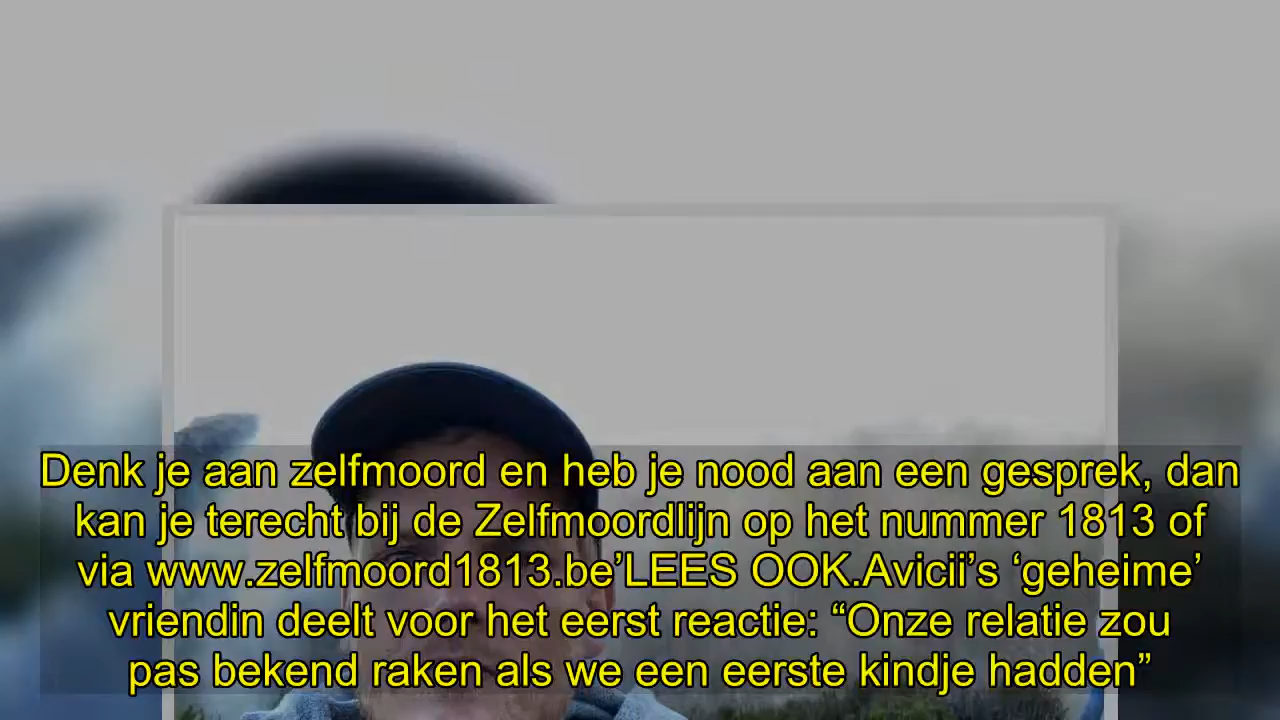 Denk je aan zelfmoord en heb je nood aan een gesprek, dan
kan je terecht bij de Zelfmoordlijn op het nummer 1813 of
via www.zelfmoord1813.be’LEES OOK.Avicii’s ‘geheime’
vriendin deelt voor het eerst reactie: “Onze relatie zou
pas bekend raken als we een eerste kindje hadden”